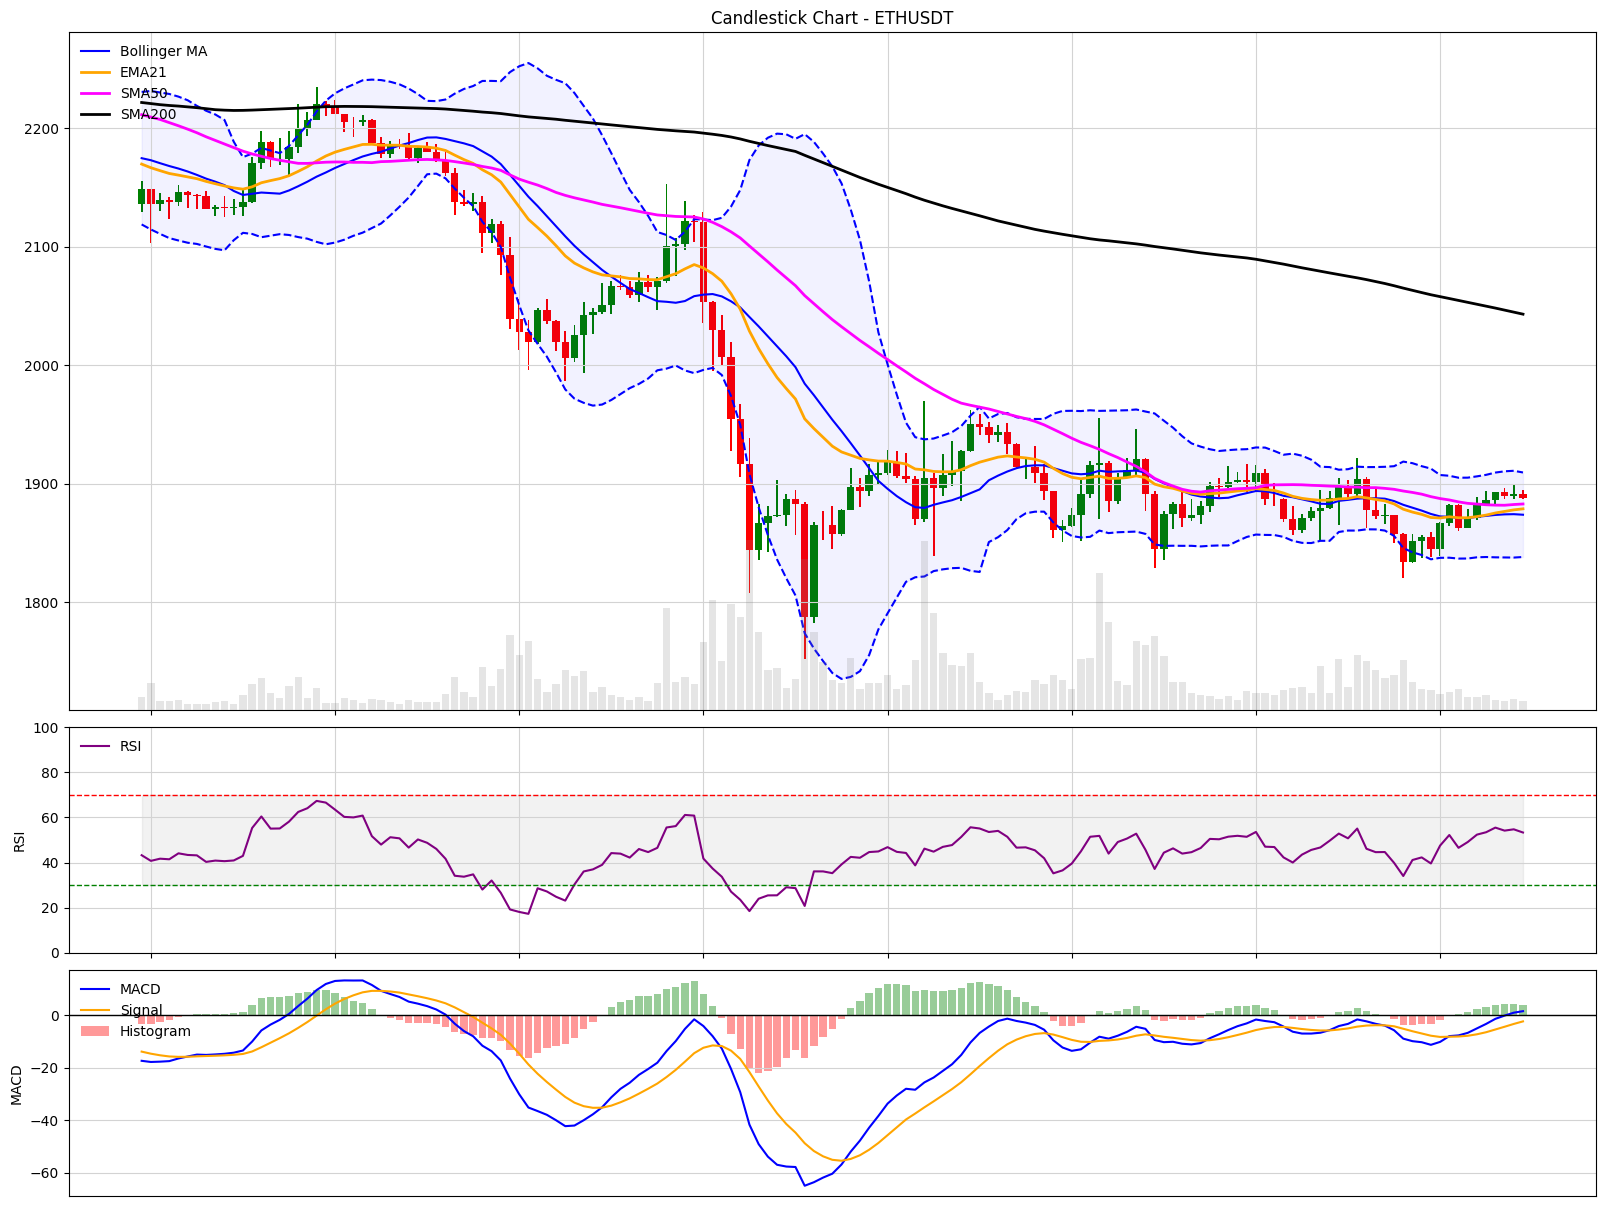 Candlestick Chart - ETHUSDT
Bollinger MA
EMA21
SMA50
SMA200
2200
2100
2000
1900
1800
100
80
60
40
20
0
RSI
RSI
0
−20
−40
−60
MACD
MACD
Signal
Histogram